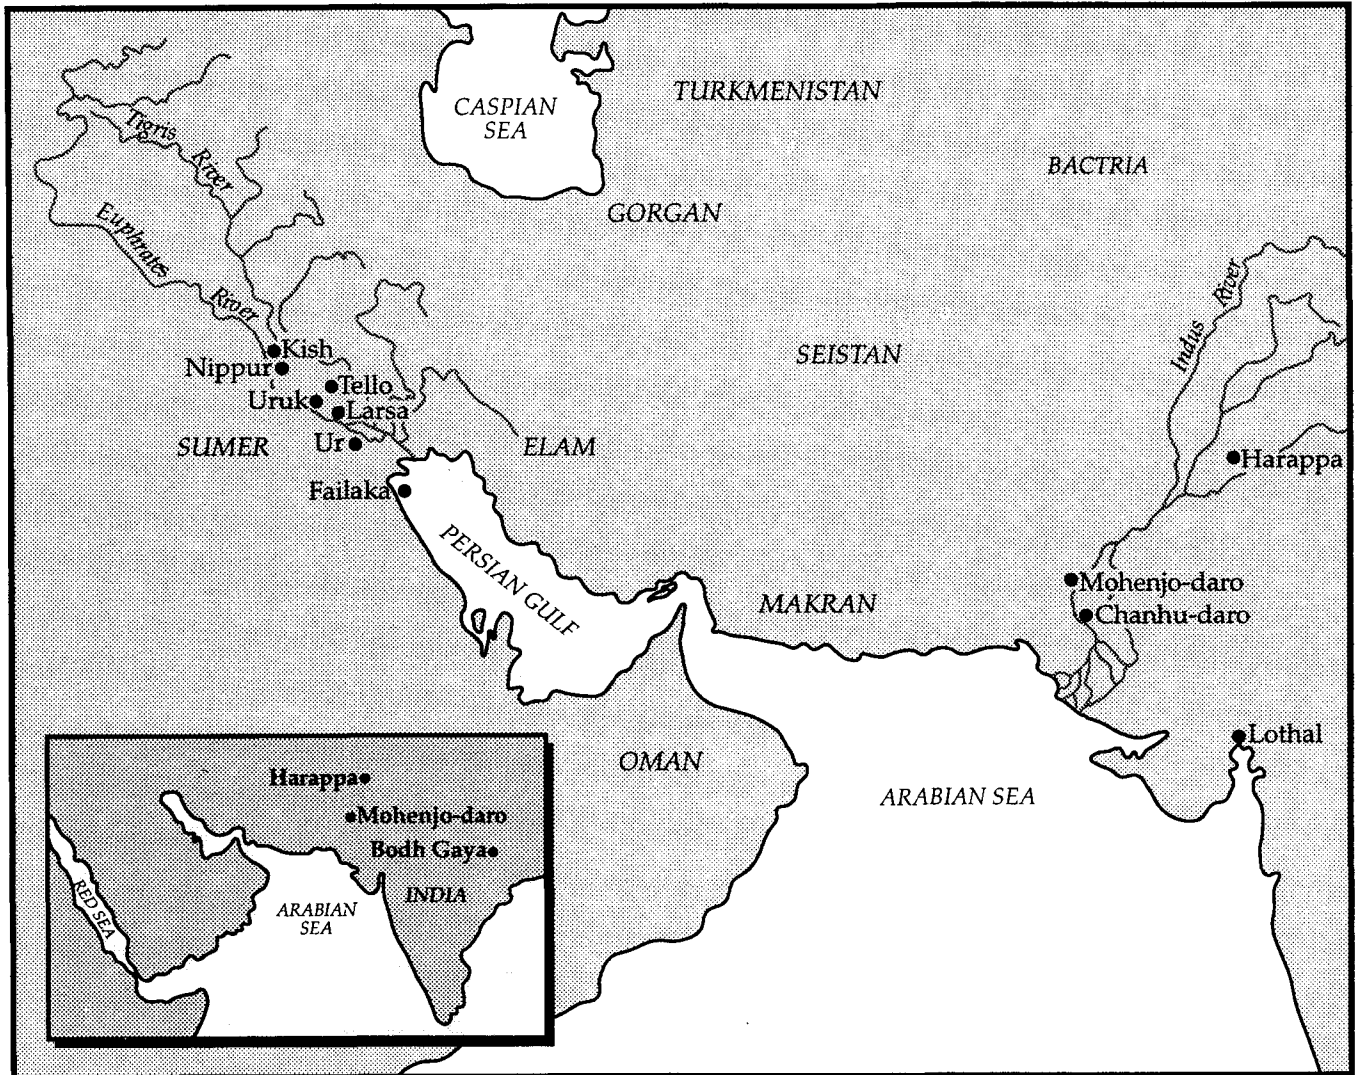 CASPIAN
SEA
TURKMENISTAN
BACTRIA
GORGAN
Tigris
River
Euphrates
River
Indus
River
Kish
Nippur
Tello
Uruk
Larsa
SUMER
Ur
ELAM
SEISTAN
Failaka
PERSIAN GULF
Harappa
MAKRAN
Mohenjo-daro
Chanhu-daro
Lothal
OMAN
ARABIAN SEA
Harappa
Mohenjo-daro
Bodh Gaya
INDIA
RED SEA
ARABIAN
SEA